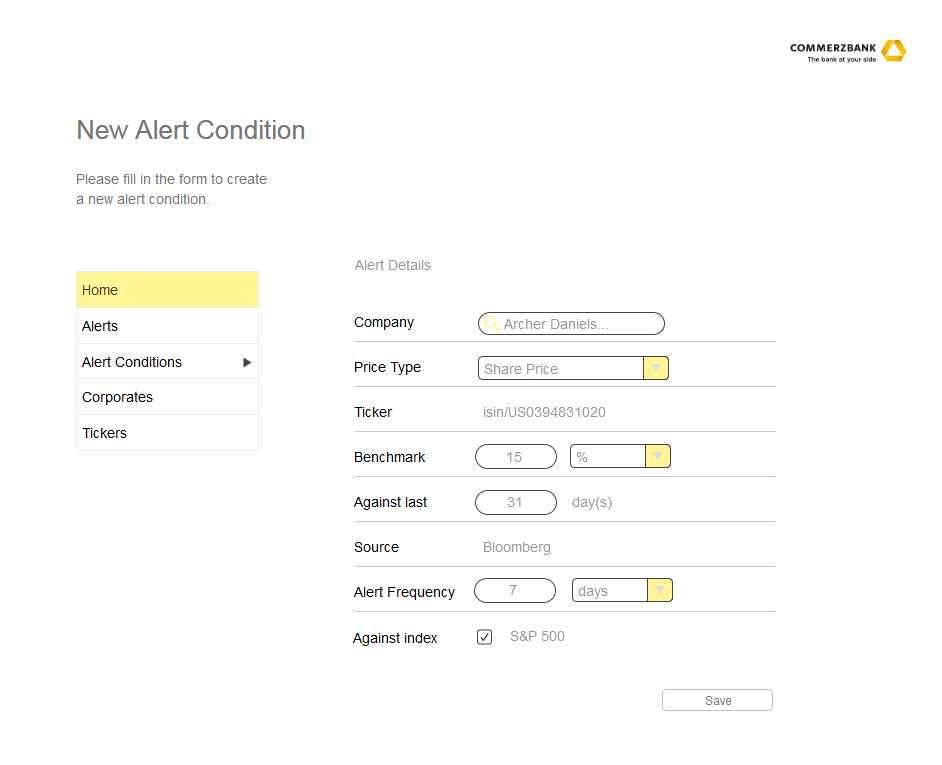 COMMERZBANK
The bank at your side
New Alert Condition
Please fill in the form to create
a new alert condition.
Home
Alerts
Alert Conditions
Corporates
Tickers
Alert Details
Company Archer Daniels...
Price Type Share Price
Ticker isin/US0394831020
Benchmark 15 %
Against last 31 day(s)
Source Bloomberg
Alert Frequency 7 days
Against index S&P 500
Save